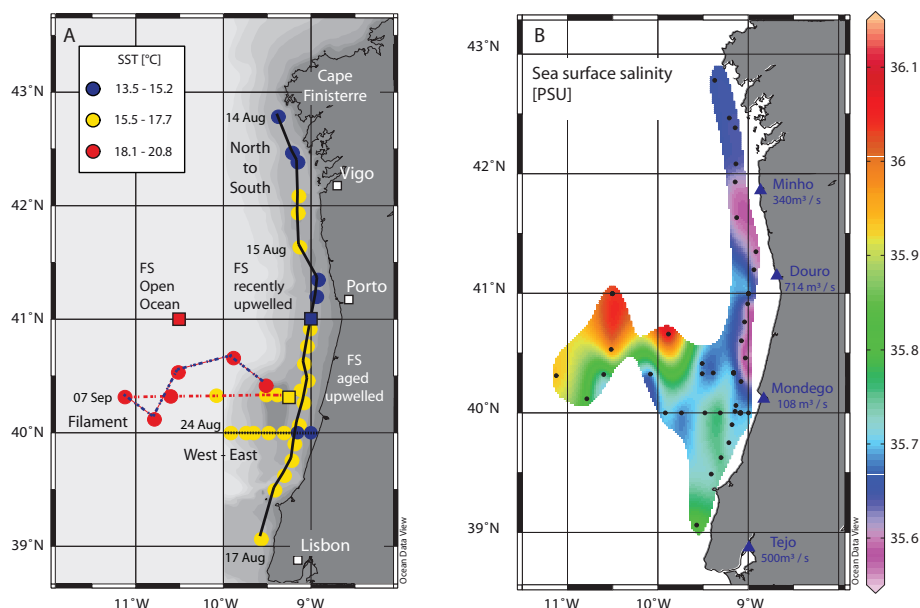 A
SST [°C]
13.5 - 15.2
15.5 - 17.7
18.1 - 20.8
Cape
Finisterre
14 Aug
North
to
South
Vigo
15 Aug
FS
Open
Ocean
FS
recently
upwelled
Porto
FS
aged
upwelled
07 Sep
Filament
24 Aug
West - East
17 Aug
Lisbon
43°N
42°N
41°N
40°N
39°N
11°W
10°W
9°W
Ocean Data View
B
Sea surface salinity
[PSU]
Minho
340m³ / s
Douro
714 m³ / s
Mondego
108 m³ / s
Tejo
500m³ / s
43°N
42°N
41°N
40°N
39°N
11°W
10°W
9°W
Ocean Data View
36.1
36
35.9
35.8
35.7
35.6